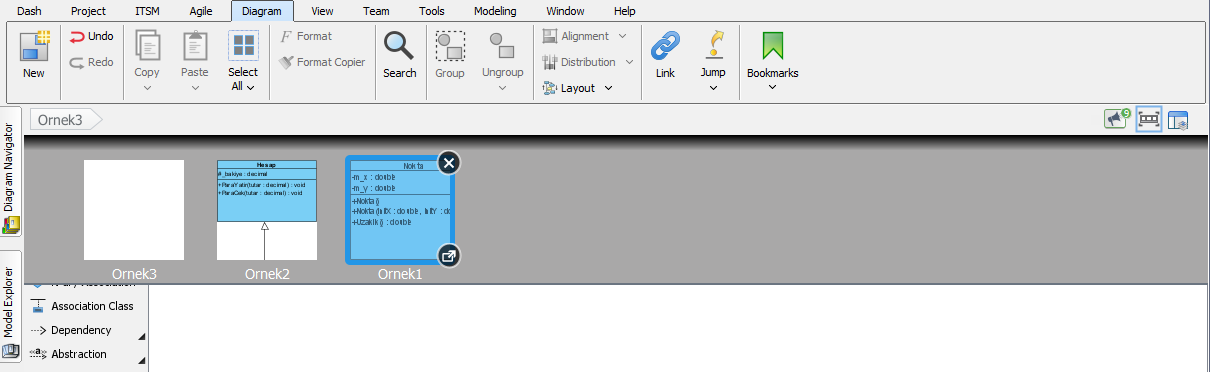 Dash Project ITSM Agile Diagram View Team Tools Modeling Window Help
New
Undo
Redo
Copy
Paste
Select All
Format
Format Copier
Search
Group
Ungroup
Alignment
Distribution
Layout
Link
Jump
Bookmarks
Ornek3
9
Diagram Navigator
Model Explorer
Hesap
#_bakiye : decimal
+ParaYatir(tutar : decimal) : void
+ParaCek(tutar : decimal) : void
Nokta
-m_x : double
-m_y : double
+Nokta()
+Nokta(initX : double, initY : do
+Uzaklik() : double
Ornek3 Ornek2 Ornek1
Association Class
Dependency
Abstraction